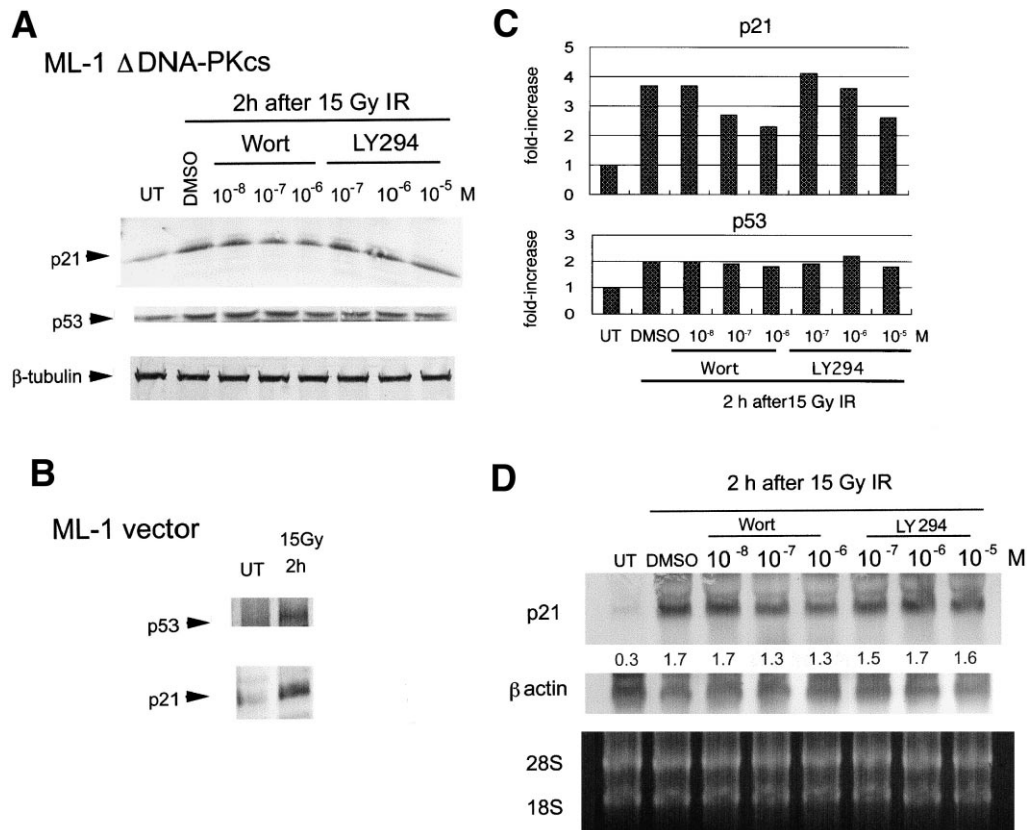 A
ML-1 ΔDNA-PKcs
2h after 15 Gy IR
Wort LY294
UT DMSO 10-8 10-7 10-6 10-7 10-6 10-5 M
p21
p53
β-tubulin
B
ML-1 vector
15Gy
UT 2h
p53
p21
C
p21
fold-increase
5
4
3
2
1
0
p53
fold-increase
3
2
1
0
UT DMSO 10-8 10-7 10-6 10-7 10-6 10-5 M
Wort LY294
2 h after15 Gy IR
D
2 h after 15 Gy IR
Wort LY 294
UT DMSO 10-8 10-7 10-6 10-7 10-6 10-5 M
p21
0.3 1.7 1.7 1.3 1.3 1.5 1.7 1.6
β actin
28S
18S